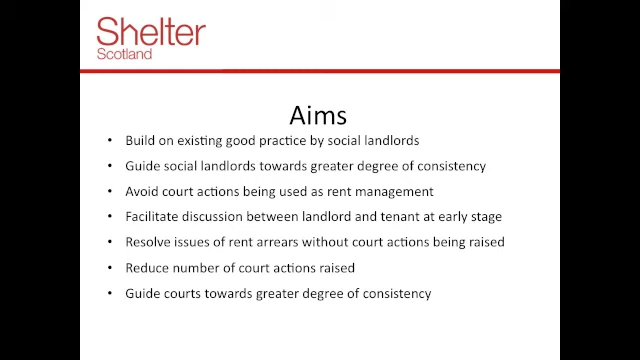 Shelter
Scotland
Aims
• Build on existing good practice by social landlords
• Guide social landlords towards greater degree of consistency
• Avoid court actions being used as rent management
• Facilitate discussion between landlord and tenant at early stage
• Resolve issues of rent arrears without court actions being raised
• Reduce number of court actions raised
• Guide courts towards greater degree of consistency